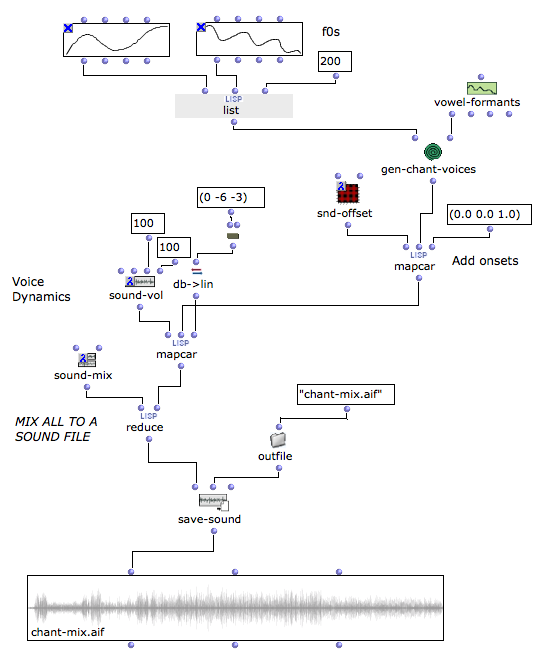 f0s
200
LISP
list
vowel-formants
gen-chant-voices
(0 -6 -3)
snd-offset
(0.0 0.0 1.0)
100
100
LISP
mapcar
Add onsets
Voice
Dynamics
sound-vol
db->lin
LISP
mapcar
sound-mix
"chant-mix.aif"
LISP
reduce
MIX ALL TO A
SOUND FILE
outfile
save-sound
chant-mix.aif